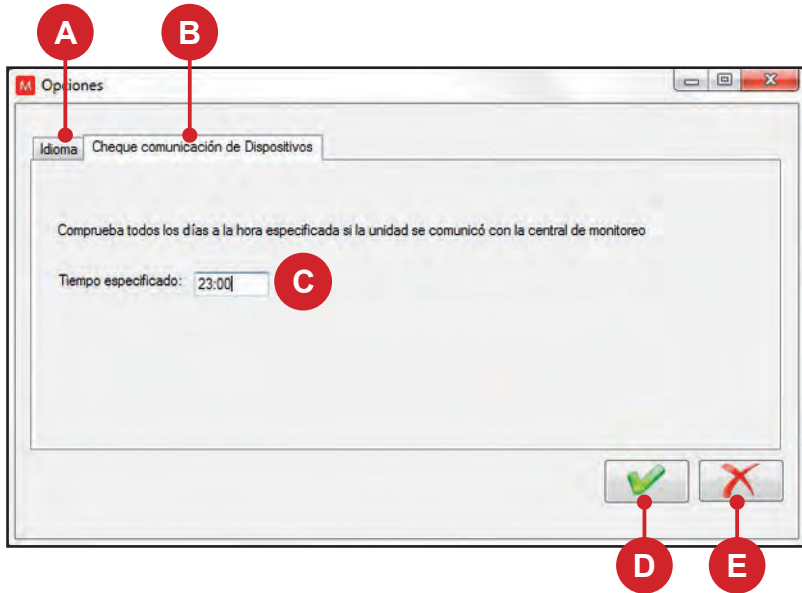 A B
M Opciones
Idioma Cheque comunicación de Dispositivos
Comprueba todos los días a la hora especificada si la unidad se comunicó con la central de monitoreo
Tiempo especificado: 23:00 C
D E